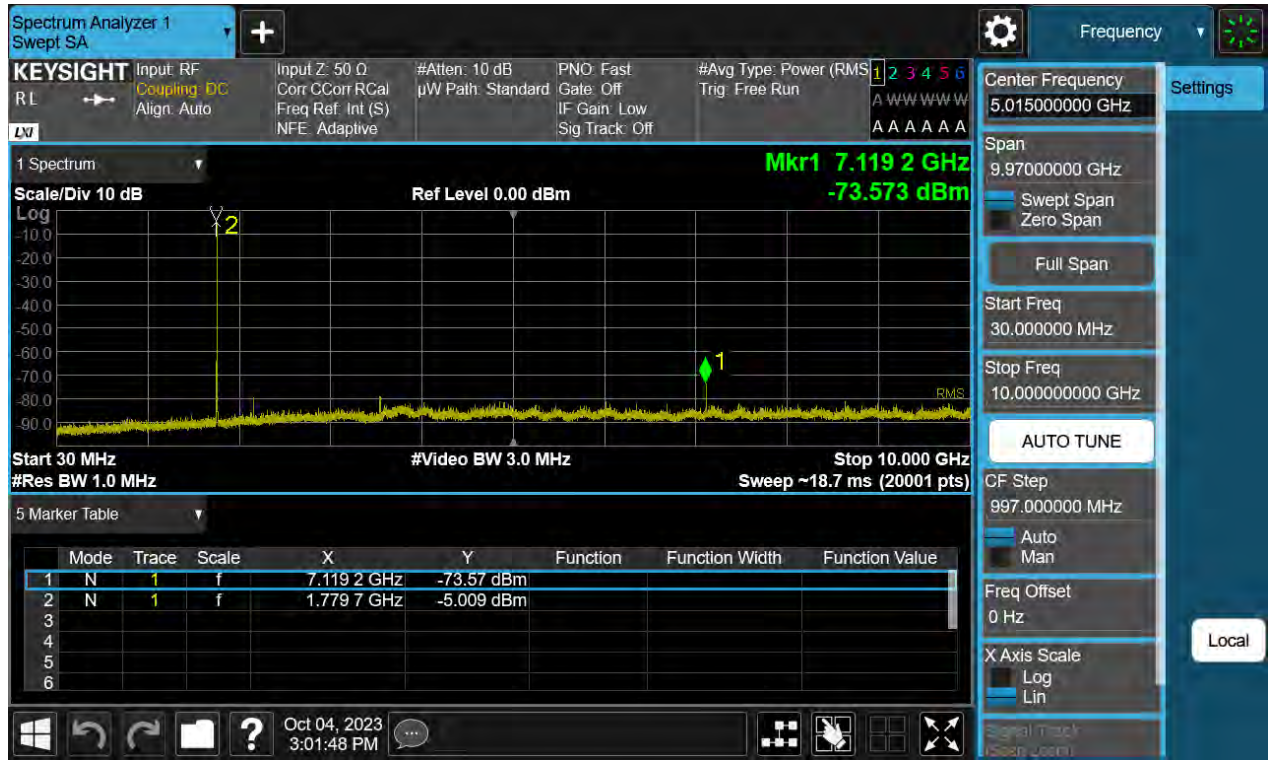 Spectrum Analyzer 1
Swept SA
+
Frequency
KEYSIGHT
RL
LXI
Input: RF
Coupling: DC
Align: Auto
Input Z: 50 Ω
Corr CCorr RCal
Freq Ref: Int (S)
NFE: Adaptive
#Atten: 10 dB
µW Path: Standard
PNO: Fast
Gate: Off
IF Gain: Low
Sig Track: Off
#Avg Type: Power (RMS
Trig: Free Run
1 2 3 4 5 6
A W W W W W
A A A A A A
1 Spectrum
Scale/Div 10 dB
Ref Level 0.00 dBm
Mkr1 7.119 2 GHz
-73.573 dBm
Log
-10.0
-20.0
-30.0
-40.0
-50.0
-60.0
-70.0
-80.0
-90.0
2
1
RMS
Start 30 MHz
#Video BW 3.0 MHz
Stop 10.000 GHz
#Res BW 1.0 MHz
Sweep ~18.7 ms (20001 pts)
5 Marker Table
Mode Trace Scale X Y Function Function Width Function Value
1 N 1 f 7.119 2 GHz -73.57 dBm
2 N 1 f 1.779 7 GHz -5.009 dBm
3
4
5
6
?
Oct 04, 2023
3:01:48 PM
Center Frequency
5.015000000 GHz
Span
9.97000000 GHz
Swept Span
Zero Span
Full Span
Start Freq
30.000000 MHz
Stop Freq
10.000000000 GHz
AUTO TUNE
CF Step
997.000000 MHz
Auto
Man
Freq Offset
0 Hz
X Axis Scale
Log
Lin
Signal Track
(Span Zoom)
Settings
Local